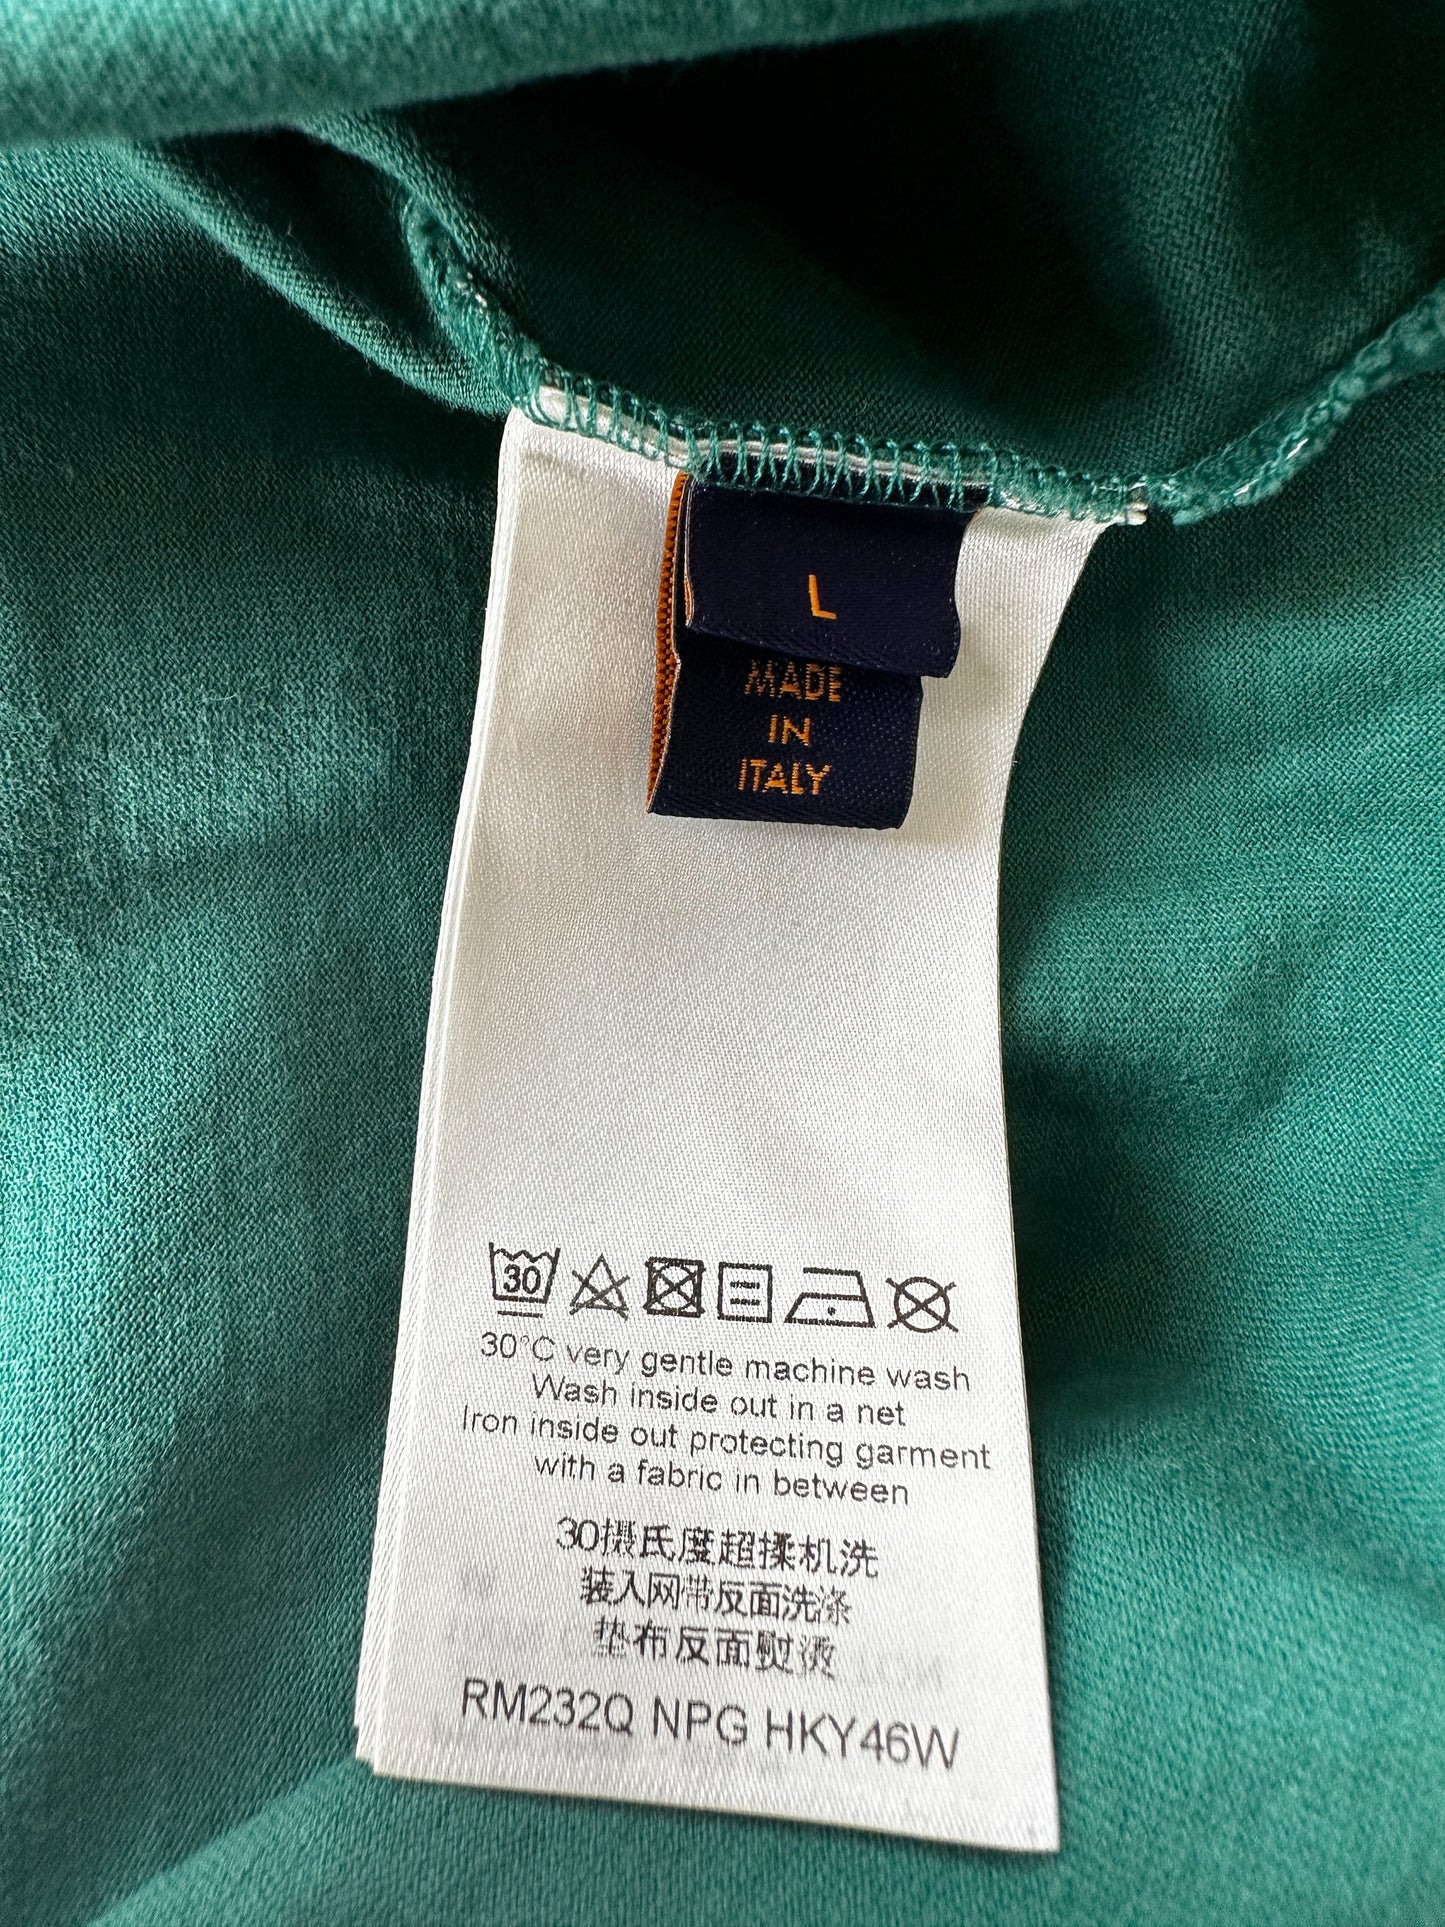 L
MADE
IN
ITALY
30
30°C very gentle machine wash
Wash inside out in a net
Iron inside out protecting garment
with a fabric in between
30摄氏度超揉机洗
装入网带反面洗涤
垫布反面熨烫
RM232Q NPG HKY46W